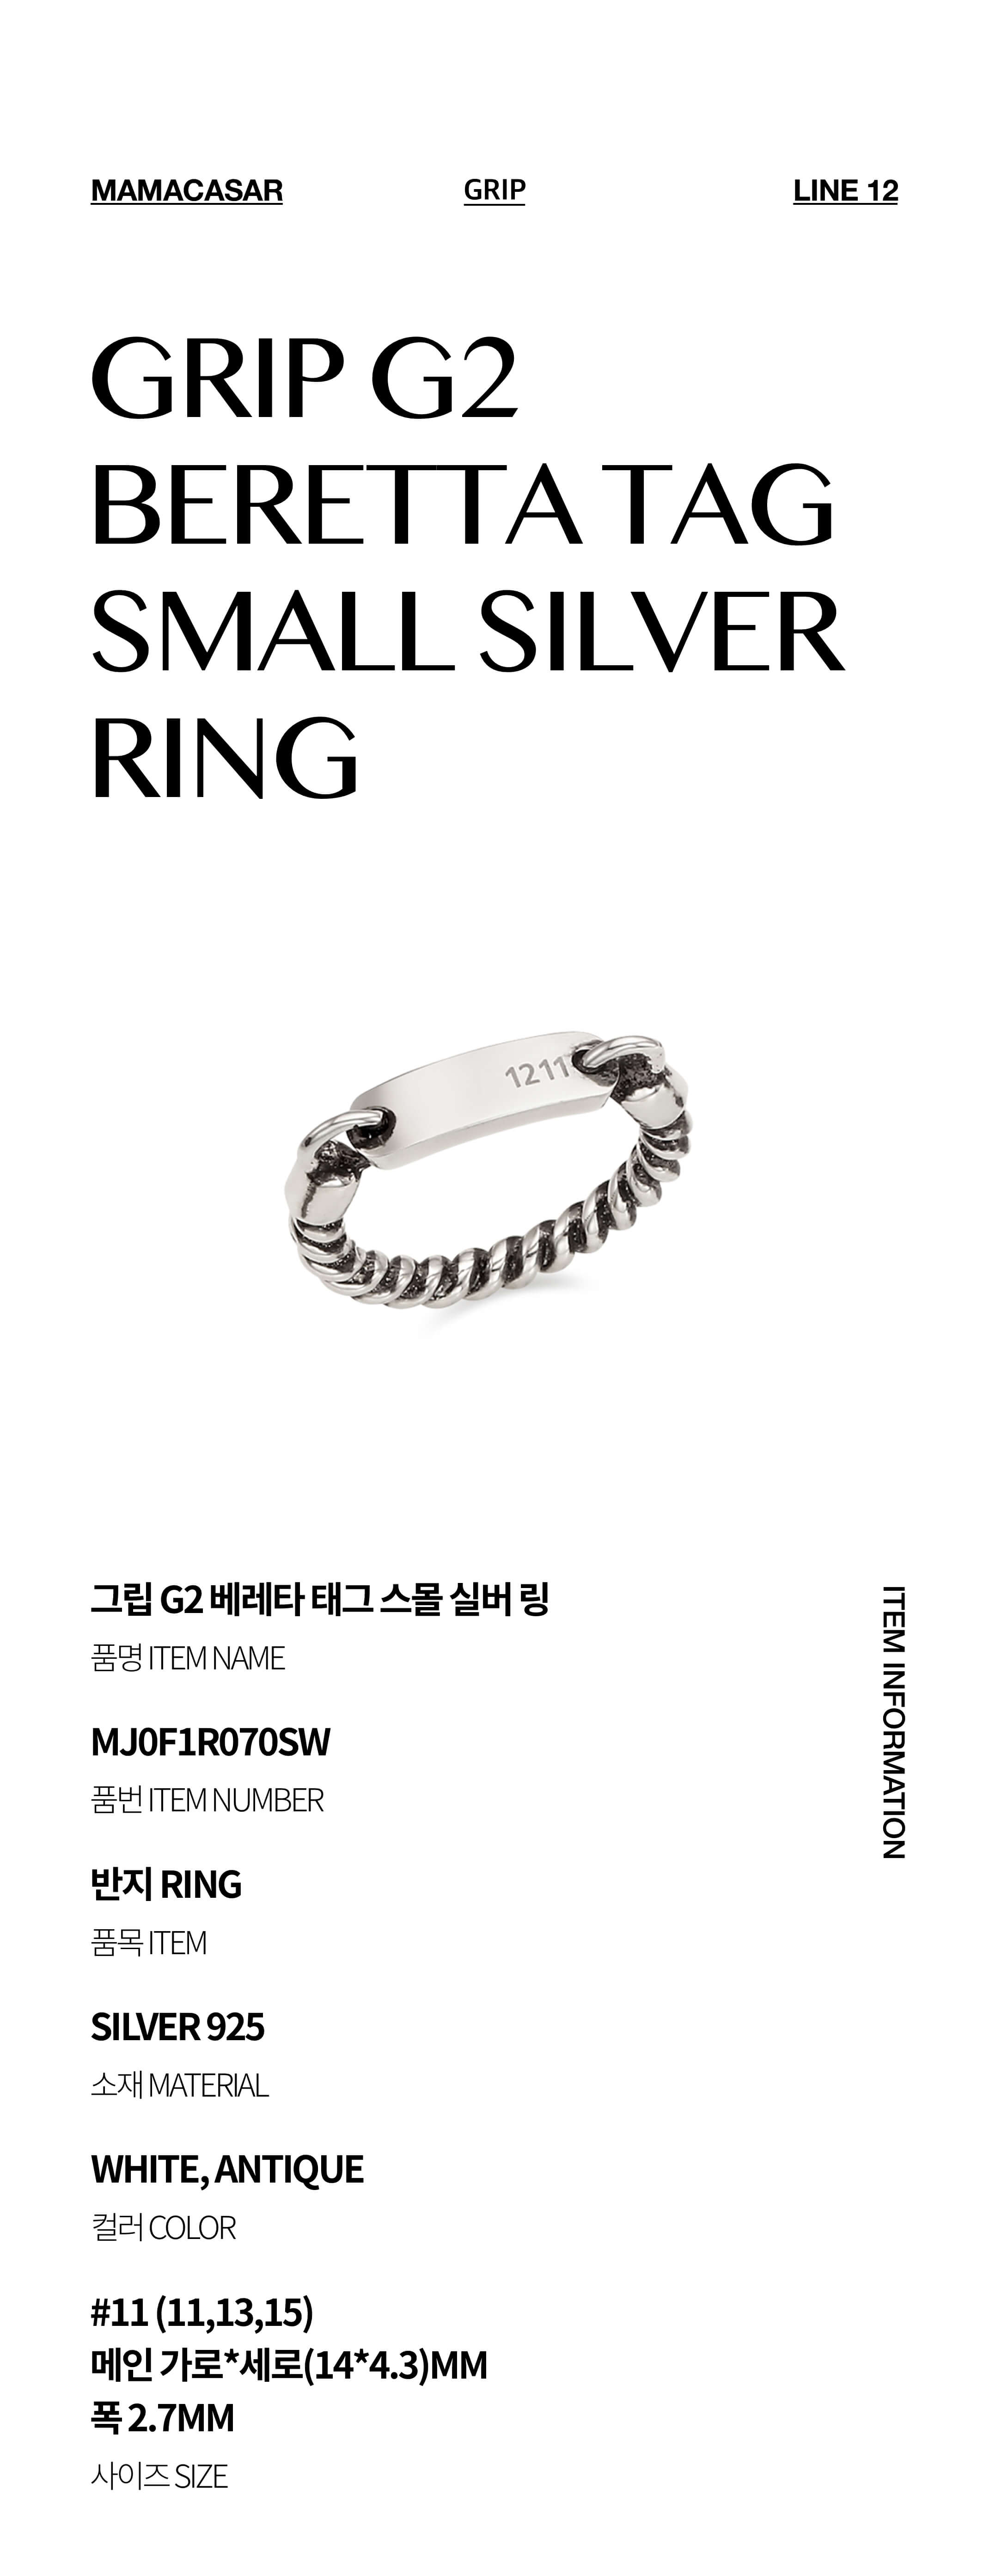 MAMACASAR
GRIP
LINE 12
GRIP G2
BERETTA TAG
SMALL SILVER
RING
1211
그립 G2 베레타 태그 스몰 실버 링
품명 ITEM NAME
MJ0F1R070SW
품번 ITEM NUMBER
반지 RING
품목 ITEM
SILVER 925
소재 MATERIAL
WHITE, ANTIQUE
컬러 COLOR
#11 (11,13,15)
메인 가로*세로(14*4.3)MM
폭 2.7MM
사이즈 SIZE
ITEM INFORMATION